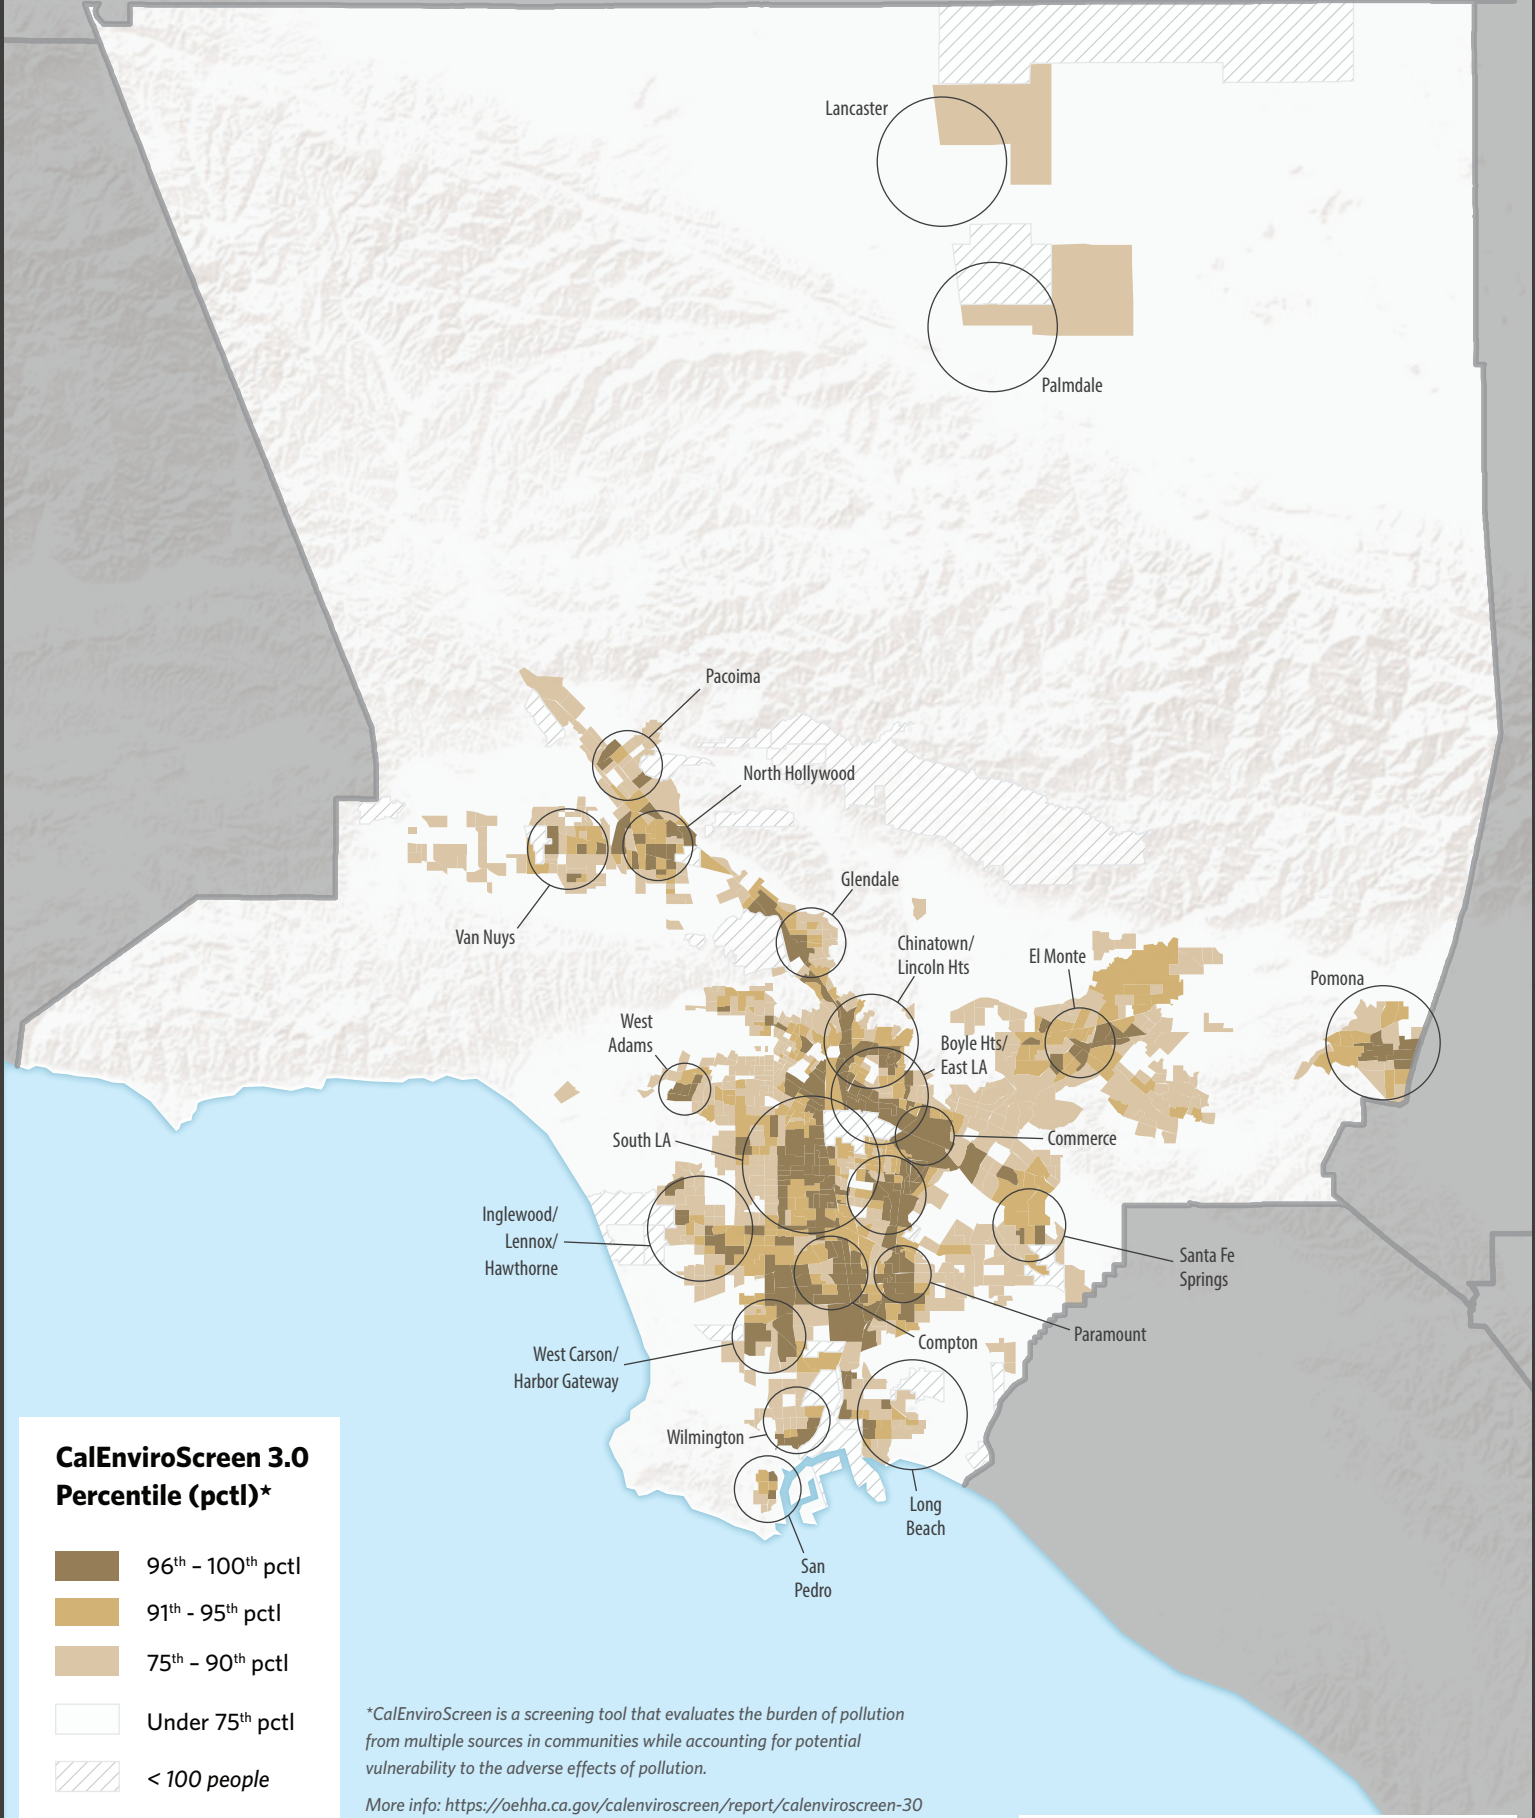 Lancaster
Palmdale
Pacoima
North Hollywood
Glendale
Van Nuys
Chinatown/
Lincoln Hts
El Monte
Pomona
West
Adams
Boyle Hts/
East LA
South LA
Commerce
Inglewood/
Lennox/
Hawthorne
Santa Fe
Springs
Paramount
Compton
West Carson/
Harbor Gateway
Wilmington
Long
Beach
San
Pedro
CalEnviroScreen 3.0
Percentile (pctl)*
96th – 100th pctl
91th - 95th pctl
75th – 90th pctl
Under 75th pctl
< 100 people
*CalEnviroScreen is a screening tool that evaluates the burden of pollution
from multiple sources in communities while accounting for potential
vulnerability to the adverse effects of pollution.
More info: https://oehha.ca.gov/calenviroscreen/report/calenviroscreen-30